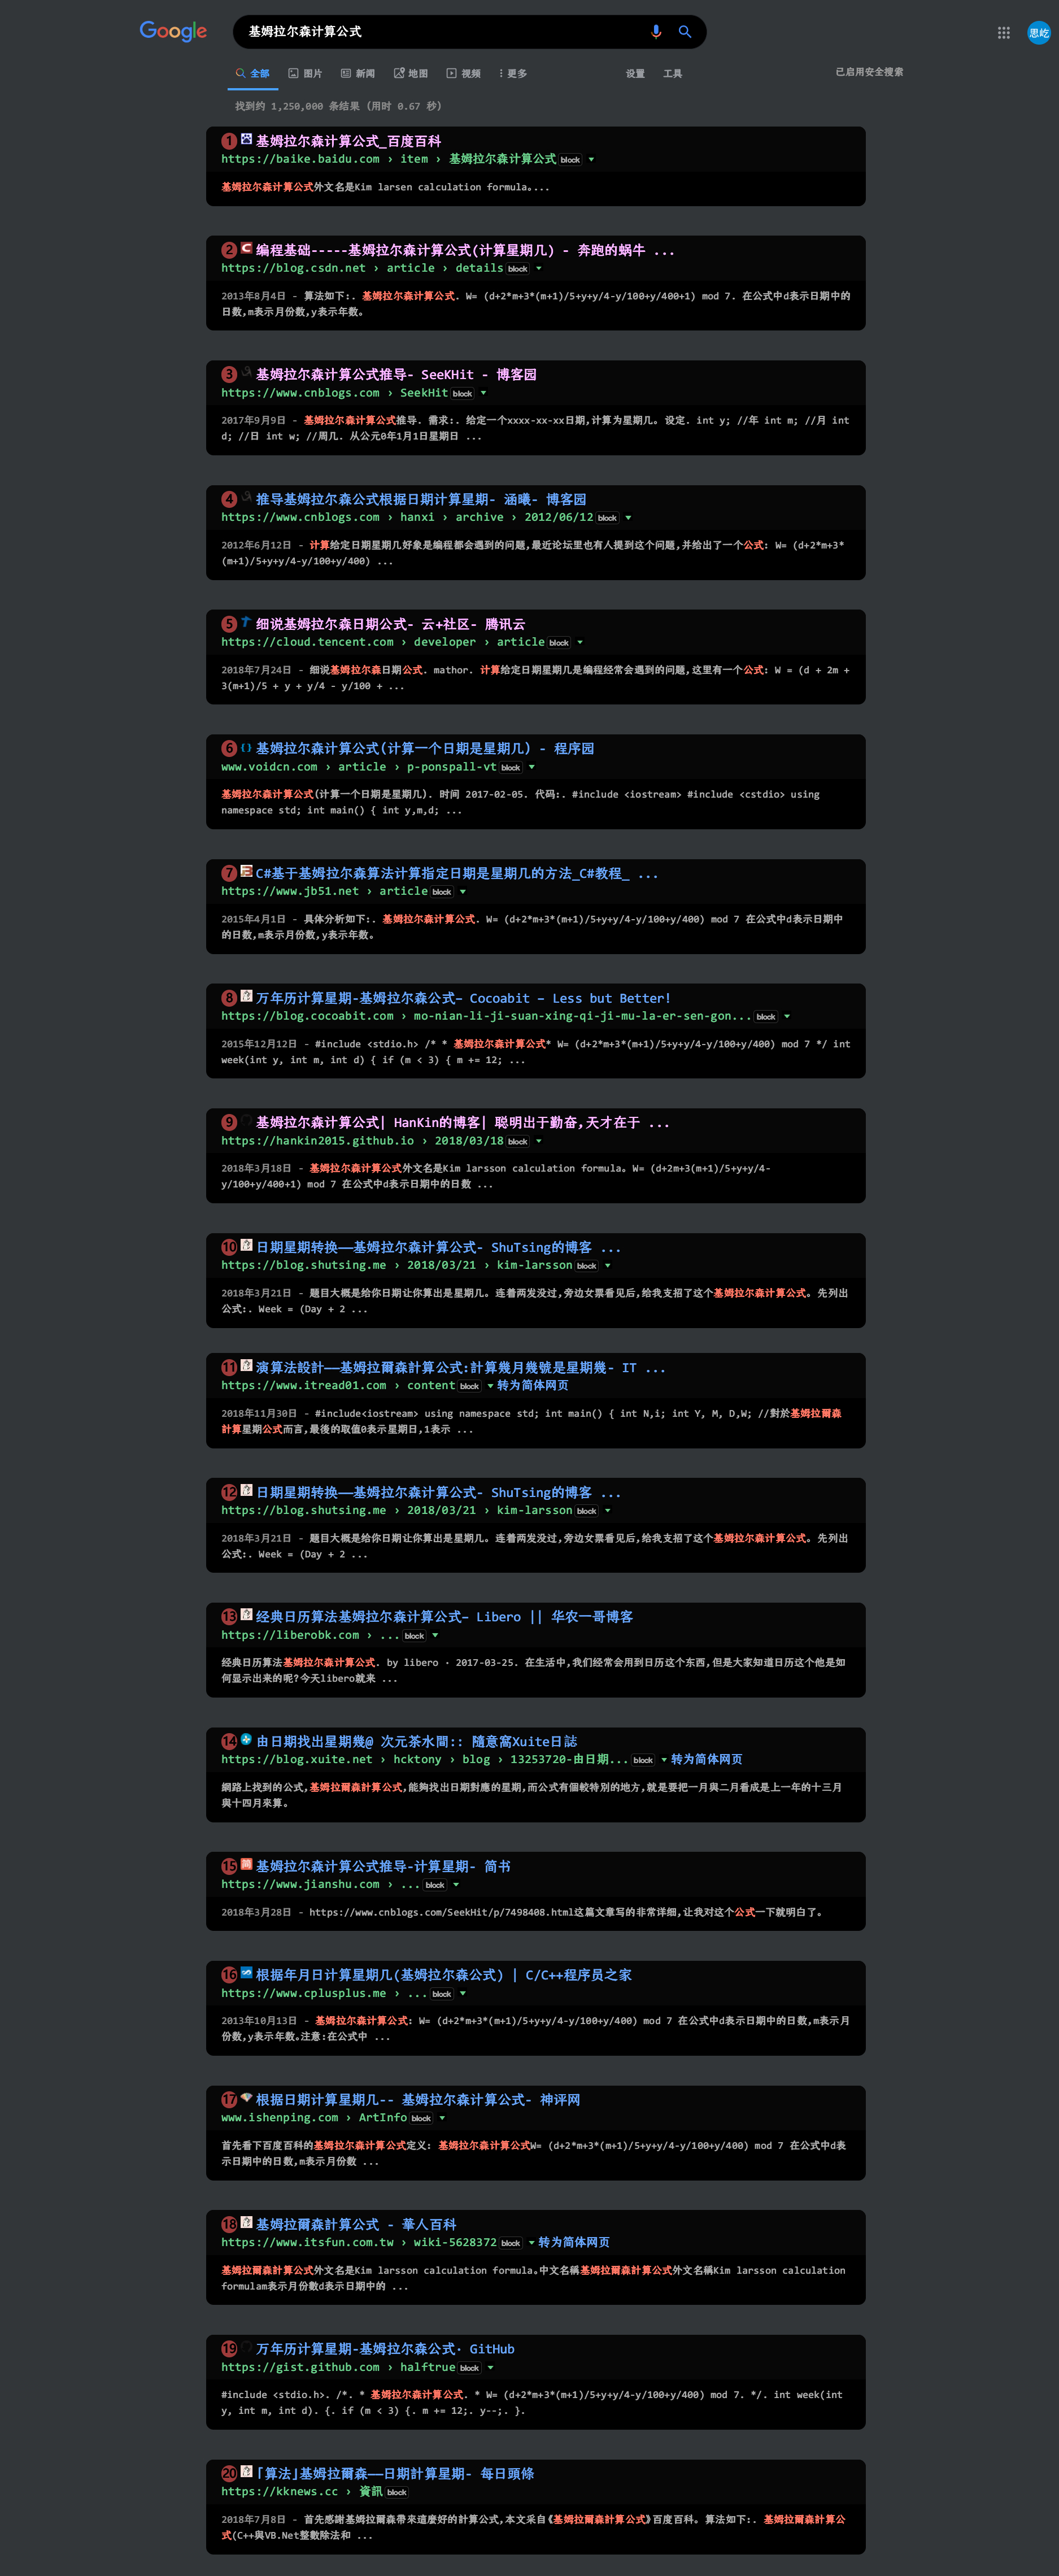 Google 基姆拉尔森计算公式 思屹
全部 图片 新闻 地图 视频 更多 设置 工具 已启用安全搜索
找到约 1,250,000 条结果 (用时 0.67 秒)
1 基姆拉尔森计算公式_百度百科
https://baike.baidu.com › item › 基姆拉尔森计算公式 block
基姆拉尔森计算公式外文名是Kim larsen calculation formula。...
2 编程基础-----基姆拉尔森计算公式(计算星期几) - 奔跑的蜗牛 ...
https://blog.csdn.net › article › details block
2013年8月4日 - 算法如下:. 基姆拉尔森计算公式. W= (d+2*m+3*(m+1)/5+y+y/4-y/100+y/400+1) mod 7. 在公式中d表示日期中的
日数,m表示月份数,y表示年数。
3 基姆拉尔森计算公式推导- SeeKHit - 博客园
https://www.cnblogs.com › SeekHit block
2017年9月9日 - 基姆拉尔森计算公式推导. 需求:. 给定一个xxxx-xx-xx日期,计算为星期几。设定. int y; //年 int m; //月 int
d; //日 int w; //周几. 从公元0年1月1日星期日 ...
4 推导基姆拉尔森公式根据日期计算星期- 涵曦- 博客园
https://www.cnblogs.com › hanxi › archive › 2012/06/12 block
2012年6月12日 - 计算给定日期星期几好象是编程都会遇到的问题,最近论坛里也有人提到这个问题,并给出了一个公式: W= (d+2*m+3*
(m+1)/5+y+y/4-y/100+y/400) ...
5 细说基姆拉尔森日期公式- 云+社区- 腾讯云
https://cloud.tencent.com › developer › article block
2018年7月24日 - 细说基姆拉尔森日期公式. mathor. 计算给定日期星期几是编程经常会遇到的问题,这里有一个公式: W = (d + 2m +
3(m+1)/5 + y + y/4 - y/100 + ...
6 基姆拉尔森计算公式(计算一个日期是星期几) - 程序园
www.voidcn.com › article › p-ponspall-vt block
基姆拉尔森计算公式(计算一个日期是星期几). 时间 2017-02-05. 代码:. #include <iostream> #include <cstdio> using
namespace std; int main() { int y,m,d; ...
7 C#基于基姆拉尔森算法计算指定日期是星期几的方法_C#教程_ ...
https://www.jb51.net › article block
2015年4月1日 - 具体分析如下:. 基姆拉尔森计算公式. W= (d+2*m+3*(m+1)/5+y+y/4-y/100+y/400) mod 7 在公式中d表示日期中
的日数,m表示月份数,y表示年数。
8 万年历计算星期-基姆拉尔森公式– Cocoabit – Less but Better!
https://blog.cocoabit.com › mo-nian-li-ji-suan-xing-qi-ji-mu-la-er-sen-gon... block
2015年12月12日 - #include <stdio.h> /* * 基姆拉尔森计算公式* W= (d+2*m+3*(m+1)/5+y+y/4-y/100+y/400) mod 7 */ int
week(int y, int m, int d) { if (m < 3) { m += 12; ...
9 基姆拉尔森计算公式| HanKin的博客| 聪明出于勤奋,天才在于 ...
https://hankin2015.github.io › 2018/03/18 block
2018年3月18日 - 基姆拉尔森计算公式外文名是Kim larsson calculation formula。W= (d+2m+3(m+1)/5+y+y/4-
y/100+y/400+1) mod 7 在公式中d表示日期中的日数 ...
10 日期星期转换——基姆拉尔森计算公式- ShuTsing的博客 ...
https://blog.shutsing.me › 2018/03/21 › kim-larsson block
2018年3月21日 - 题目大概是给你日期让你算出是星期几。连着两发没过,旁边女票看见后,给我支招了这个基姆拉尔森计算公式。先列出
公式:. Week = (Day + 2 ...
11 演算法設計——基姆拉爾森計算公式:計算幾月幾號是星期幾- IT ...
https://www.itread01.com › content block 转为简体网页
2018年11月30日 - #include<iostream> using namespace std; int main() { int N,i; int Y, M, D,W; //對於基姆拉爾森
計算星期公式而言,最後的取值0表示星期日,1表示 ...
12 日期星期转换——基姆拉尔森计算公式- ShuTsing的博客 ...
https://blog.shutsing.me › 2018/03/21 › kim-larsson block
2018年3月21日 - 题目大概是给你日期让你算出是星期几。连着两发没过,旁边女票看见后,给我支招了这个基姆拉尔森计算公式。先列出
公式:. Week = (Day + 2 ...
13 经典日历算法基姆拉尔森计算公式– Libero || 华农一哥博客
https://liberobk.com › ... block
经典日历算法基姆拉尔森计算公式. by libero · 2017-03-25. 在生活中,我们经常会用到日历这个东西,但是大家知道日历这个他是如
何显示出来的呢?今天libero就来 ...
14 由日期找出星期幾@ 次元茶水間:: 隨意窩Xuite日誌
https://blog.xuite.net › hcktony › blog › 13253720-由日期... block 转为简体网页
網路上找到的公式,基姆拉爾森計算公式,能夠找出日期對應的星期,而公式有個較特別的地方,就是要把一月與二月看成是上一年的十三月
與十四月來算。
15 基姆拉尔森计算公式推导-计算星期- 简书
https://www.jianshu.com › ... block
2018年3月28日 - https://www.cnblogs.com/SeekHit/p/7498408.html这篇文章写的非常详细,让我对这个公式一下就明白了。
16 根据年月日计算星期几(基姆拉尔森公式) | C/C++程序员之家
https://www.cplusplus.me › ... block
2013年10月13日 - 基姆拉尔森计算公式: W= (d+2*m+3*(m+1)/5+y+y/4-y/100+y/400) mod 7 在公式中d表示日期中的日数,m表示月
份数,y表示年数。注意:在公式中 ...
17 根据日期计算星期几-- 基姆拉尔森计算公式- 神评网
www.ishenping.com › ArtInfo block
首先看下百度百科的基姆拉尔森计算公式定义: 基姆拉尔森计算公式W= (d+2*m+3*(m+1)/5+y+y/4-y/100+y/400) mod 7 在公式中d表
示日期中的日数,m表示月份数 ...
18 基姆拉爾森計算公式 - 華人百科
https://www.itsfun.com.tw › wiki-5628372 block 转为简体网页
基姆拉爾森計算公式外文名是Kim larsson calculation formula。中文名稱基姆拉爾森計算公式外文名稱Kim larsson calculation
formulam表示月份數d表示日期中的 ...
19 万年历计算星期-基姆拉尔森公式· GitHub
https://gist.github.com › halftrue block
#include <stdio.h>. /*. * 基姆拉尔森计算公式. * W= (d+2*m+3*(m+1)/5+y+y/4-y/100+y/400) mod 7. */. int week(int
y, int m, int d). {. if (m < 3) {. m += 12;. y--;. }.
20 「算法」基姆拉爾森——日期計算星期- 每日頭條
https://kknews.cc › 資訊 block
2018年7月8日 - 首先感謝基姆拉爾森帶來這麼好的計算公式,本文采自《基姆拉爾森計算公式》百度百科。算法如下:. 基姆拉爾森計算公
式(C++與VB.Net整數除法和 ...